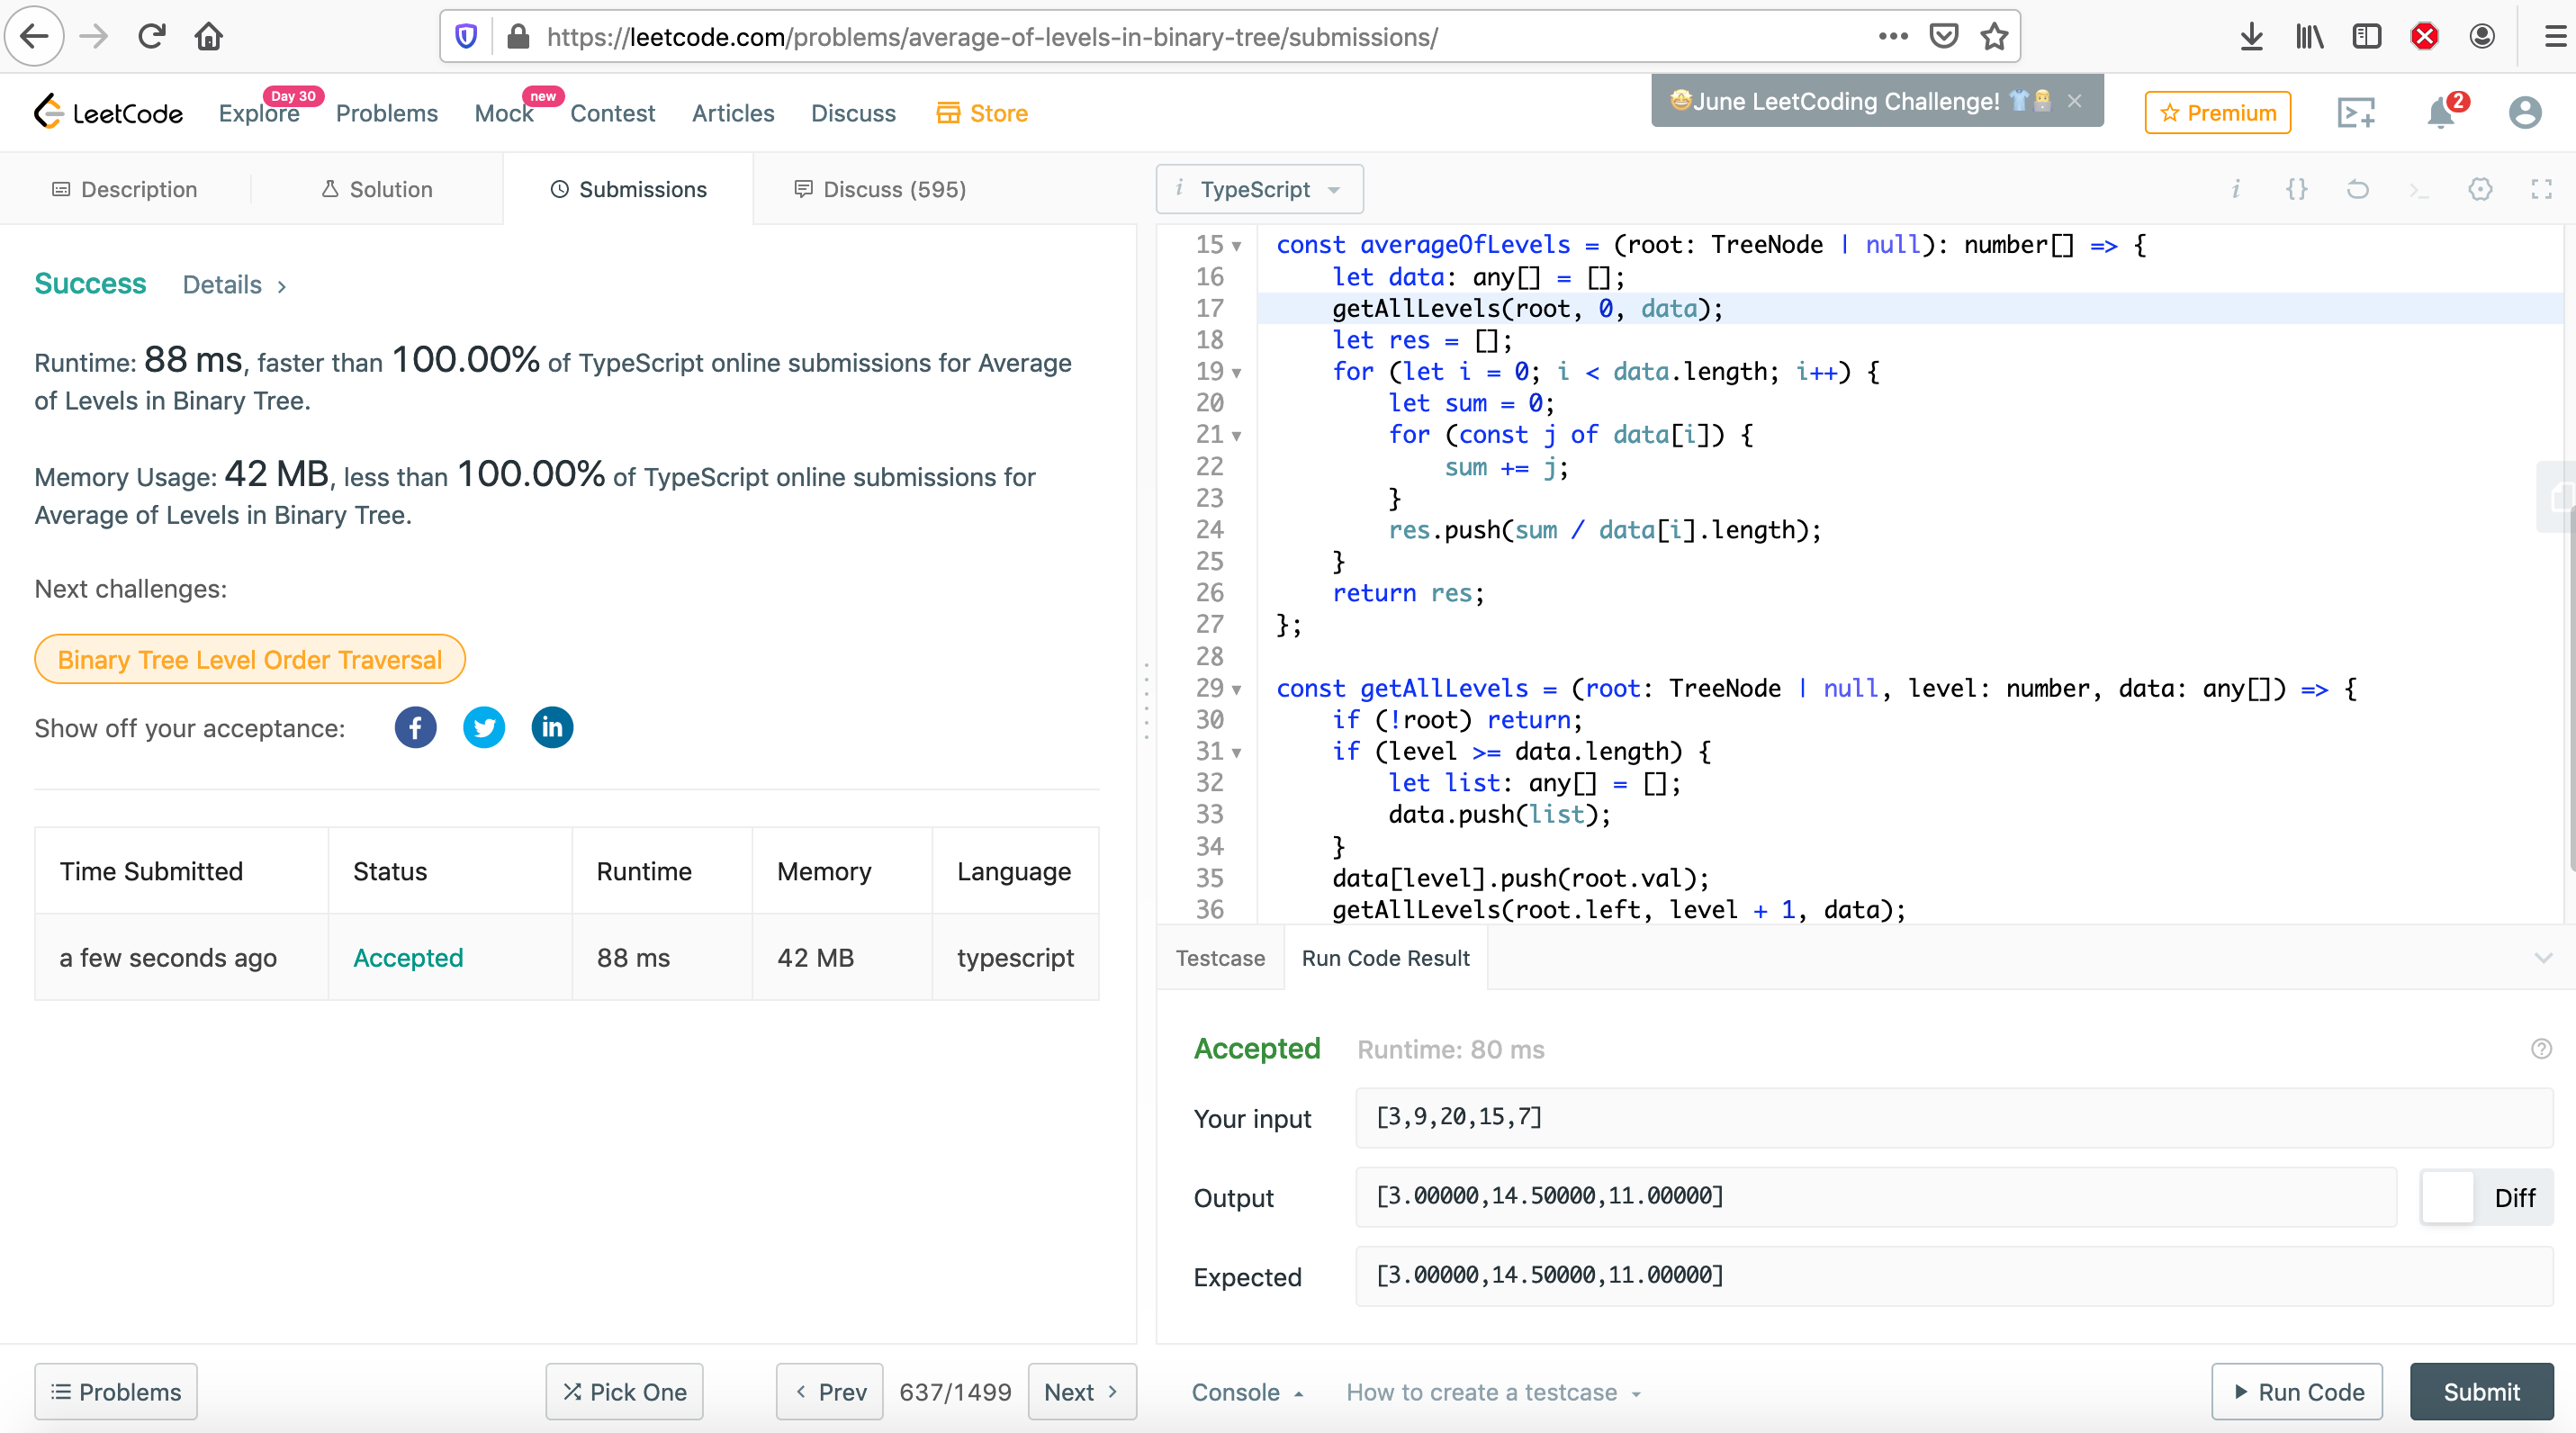 https://leetcode.com/problems/average-of-levels-in-binary-tree/submissions/
LeetCode
Explore
Day 30
Problems
Mock
new
Contest
Articles
Discuss
Store
🤩June LeetCoding Challenge! 👕
Premium
2
Description
Solution
Submissions
Discuss (595)
Success
Details
Runtime: 88 ms, faster than 100.00% of TypeScript online submissions for Average
of Levels in Binary Tree.
Memory Usage: 42 MB, less than 100.00% of TypeScript online submissions for
Average of Levels in Binary Tree.
Next challenges:
Binary Tree Level Order Traversal
Show off your acceptance:
Time Submitted Status Runtime Memory Language
a few seconds ago Accepted 88 ms 42 MB typescript
Problems
Pick One
Prev
637/1499
Next
i TypeScript
15 const averageOfLevels = (root: TreeNode | null): number[] => {
16     let data: any[] = [];
17     getAllLevels(root, 0, data);
18     let res = [];
19     for (let i = 0; i < data.length; i++) {
20         let sum = 0;
21         for (const j of data[i]) {
22             sum += j;
23         }
24         res.push(sum / data[i].length);
25     }
26     return res;
27 };
28
29 const getAllLevels = (root: TreeNode | null, level: number, data: any[]) => {
30     if (!root) return;
31     if (level >= data.length) {
32         let list: any[] = [];
33         data.push(list);
34     }
35     data[level].push(root.val);
36     getAllLevels(root.left, level + 1, data);
Testcase
Run Code Result
Accepted Runtime: 80 ms
Your input [3,9,20,15,7]
Output [3.00000,14.50000,11.00000]
Diff
Expected [3.00000,14.50000,11.00000]
Console
How to create a testcase
Run Code
Submit